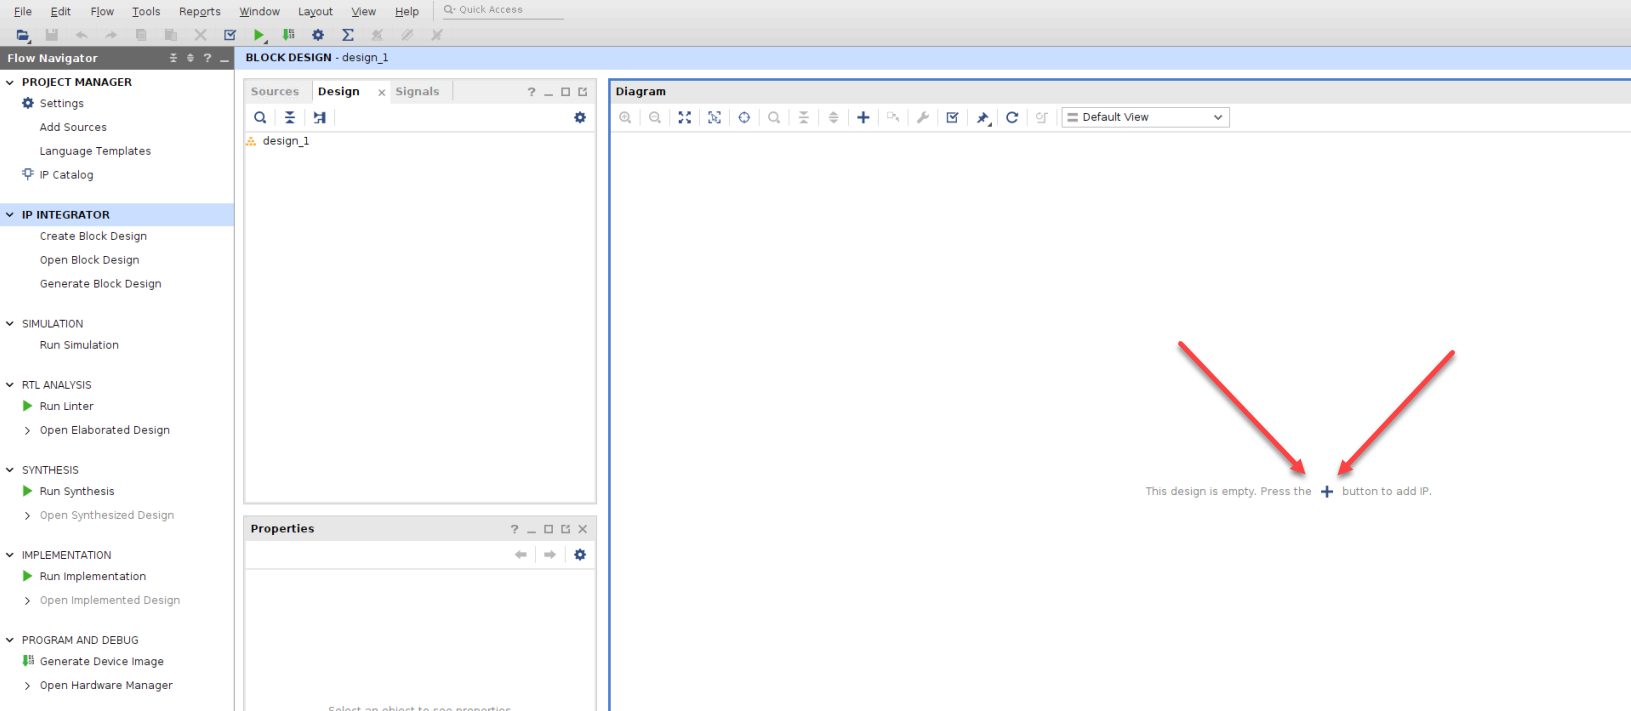 File Edit Flow Tools Reports Window Layout View Help Quick Access
Flow Navigator ?
BLOCK DESIGN - design_1
PROJECT MANAGER
Settings
Add Sources
Language Templates
IP Catalog
IP INTEGRATOR
Create Block Design
Open Block Design
Generate Block Design
SIMULATION
Run Simulation
RTL ANALYSIS
Run Linter
Open Elaborated Design
SYNTHESIS
Run Synthesis
Open Synthesized Design
IMPLEMENTATION
Run Implementation
Open Implemented Design
PROGRAM AND DEBUG
Generate Device Image
Open Hardware Manager
Sources Design Signals ?
design_1
Properties ?
Select an object to see properties
Diagram
Default View
This design is empty. Press the + button to add IP.